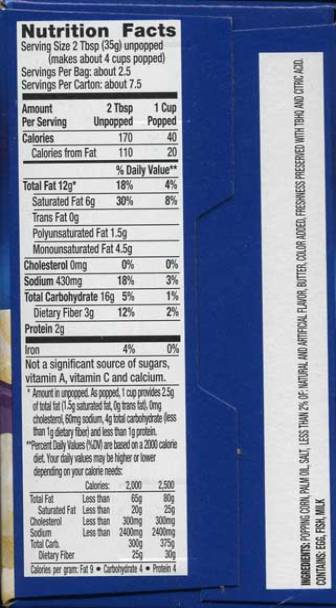 Nutrition Facts
Serving Size 2 Tbsp (35g) unpopped
(makes about 4 cups popped)
Servings Per Bag: about 2.5
Servings Per Carton: about 7.5
Amount 2 Tbsp 1 Cup
Per Serving Unpopped Popped
Calories 170 40
Calories from Fat 110 20
% Daily Value**
Total Fat 12g* 18% 4%
Saturated Fat 6g 30% 8%
Trans Fat 0g
Polyunsaturated Fat 1.5g
Monounsaturated Fat 4.5g
Cholesterol 0mg 0% 0%
Sodium 430mg 18% 3%
Total Carbohydrate 16g 5% 1%
Dietary Fiber 3g 12% 2%
Protein 2g
Iron 4% 0%
Not a significant source of sugars,
vitamin A, vitamin C and calcium.
* Amount in unpopped. As popped, 1 cup provides 2.5g
of total fat (1.5g saturated fat, 0g trans fat), 0mg
cholesterol, 60mg sodium, 4g total carbohydrate (less
than 1g dietary fiber) and less than 1g protein.
**Percent Daily Values (%DV) are based on a 2000 calorie
diet. Your daily values may be higher or lower
depending on your calorie needs:
Calories: 2,000 2,500
Total Fat Less than 65g 80g
Saturated Fat Less than 20g 25g
Cholesterol Less than 300mg 300mg
Sodium Less than 2400mg 2400mg
Total Carb. 300g 375g
Dietary Fiber 25g 30g
Calories per gram: Fat 9 • Carbohydrate 4 • Protein 4
INGREDIENTS: POPPING CORN, PALM OIL, SALT, LESS THAN 2% OF: NATURAL AND ARTIFICIAL FLAVOR, BUTTER, COLOR ADDED, FRESHNESS PRESERVED WITH TBHQ AND CITRIC ACID.
CONTAINS: EGG, FISH, MILK